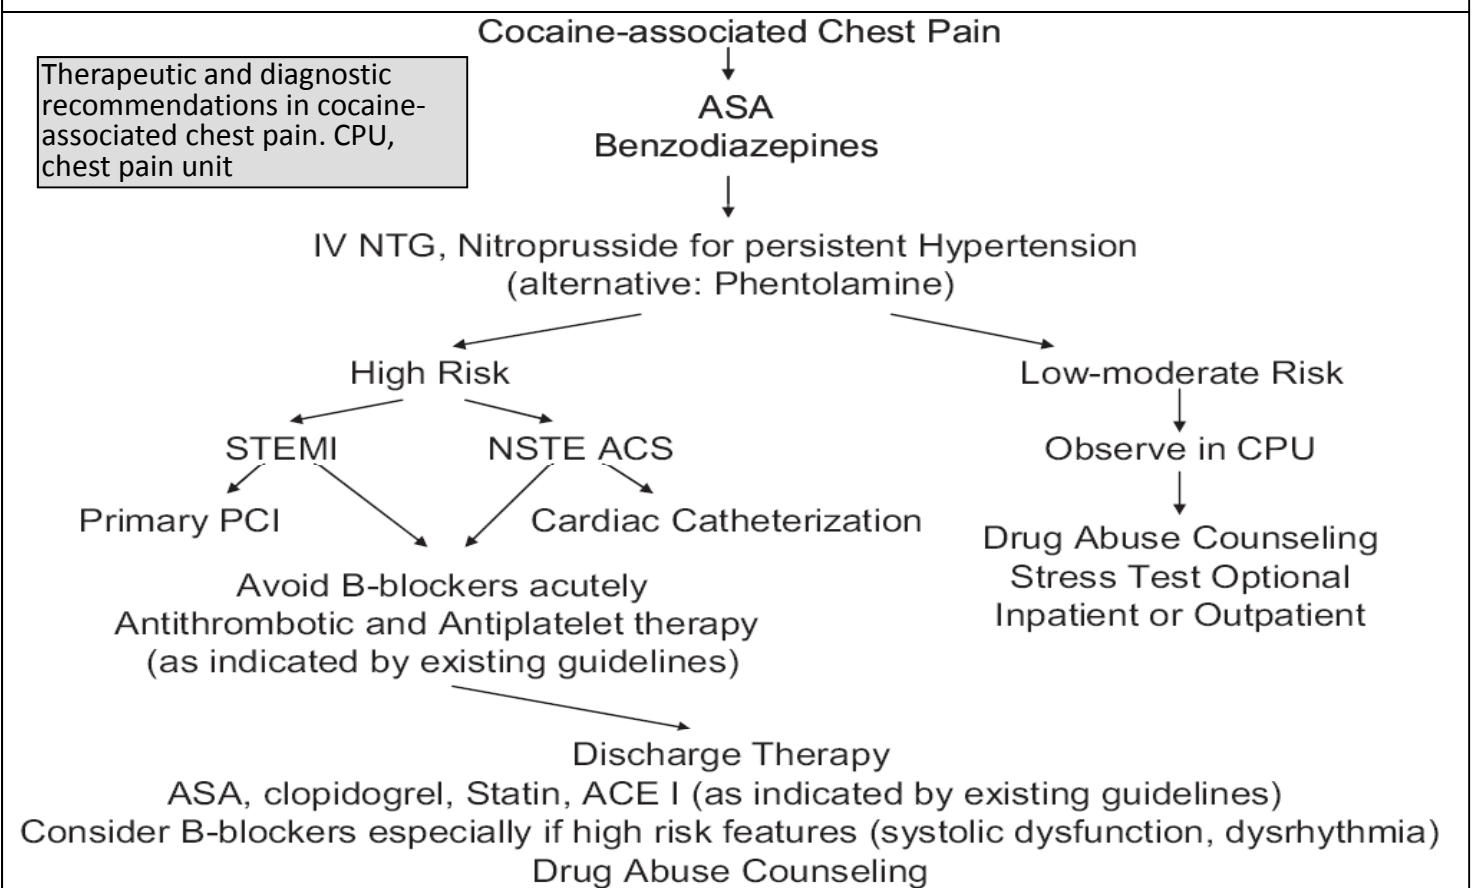 Cocaine-associated Chest Pain
Therapeutic and diagnostic
recommendations in cocaine-
associated chest pain. CPU,
chest pain unit
ASA
Benzodiazepines
IV NTG, Nitroprusside for persistent Hypertension
(alternative: Phentolamine)
High Risk
Low-moderate Risk
STEMI
NSTE ACS
Observe in CPU
Primary PCI
Cardiac Catheterization
Drug Abuse Counseling
Stress Test Optional
Inpatient or Outpatient
Avoid B-blockers acutely
Antithrombotic and Antiplatelet therapy
(as indicated by existing guidelines)
Discharge Therapy
ASA, clopidogrel, Statin, ACE I (as indicated by existing guidelines)
Consider B-blockers especially if high risk features (systolic dysfunction, dysrhythmia)
Drug Abuse Counseling